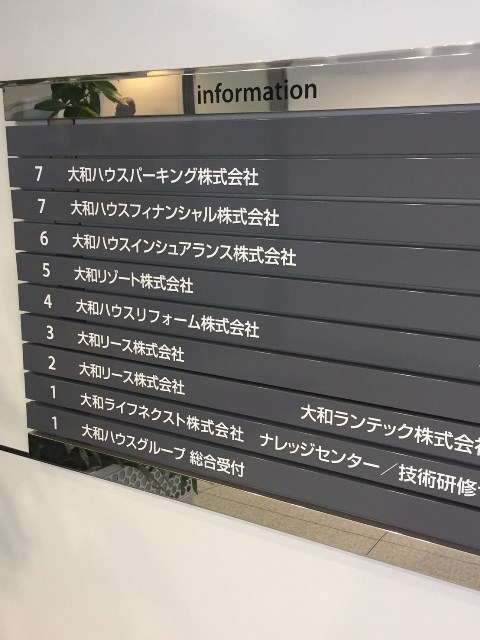 information
7 大和ハウスパーキング株式会社
7 大和ハウスフィナンシャル株式会社
6 大和ハウスインシュアランス株式会社
5 大和リゾート株式会社
4 大和ハウスリフォーム株式会社
3 大和リース株式会社
2 大和リース株式会社
1 大和ライフネクスト株式会社 大和ランテック株式会社
1 大和ハウスグループ 総合受付 ナレッジセンター／技術研修